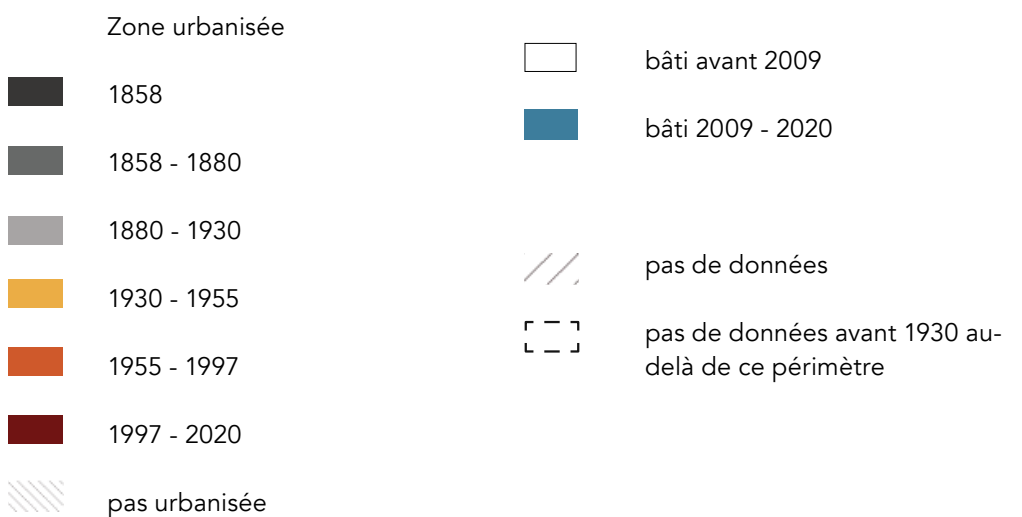 Zone urbanisée
1858
1858 - 1880
1880 - 1930
1930 - 1955
1955 - 1997
1997 - 2020
pas urbanisée
bâti avant 2009
bâti 2009 - 2020
pas de données
pas de données avant 1930 au-
delà de ce périmètre